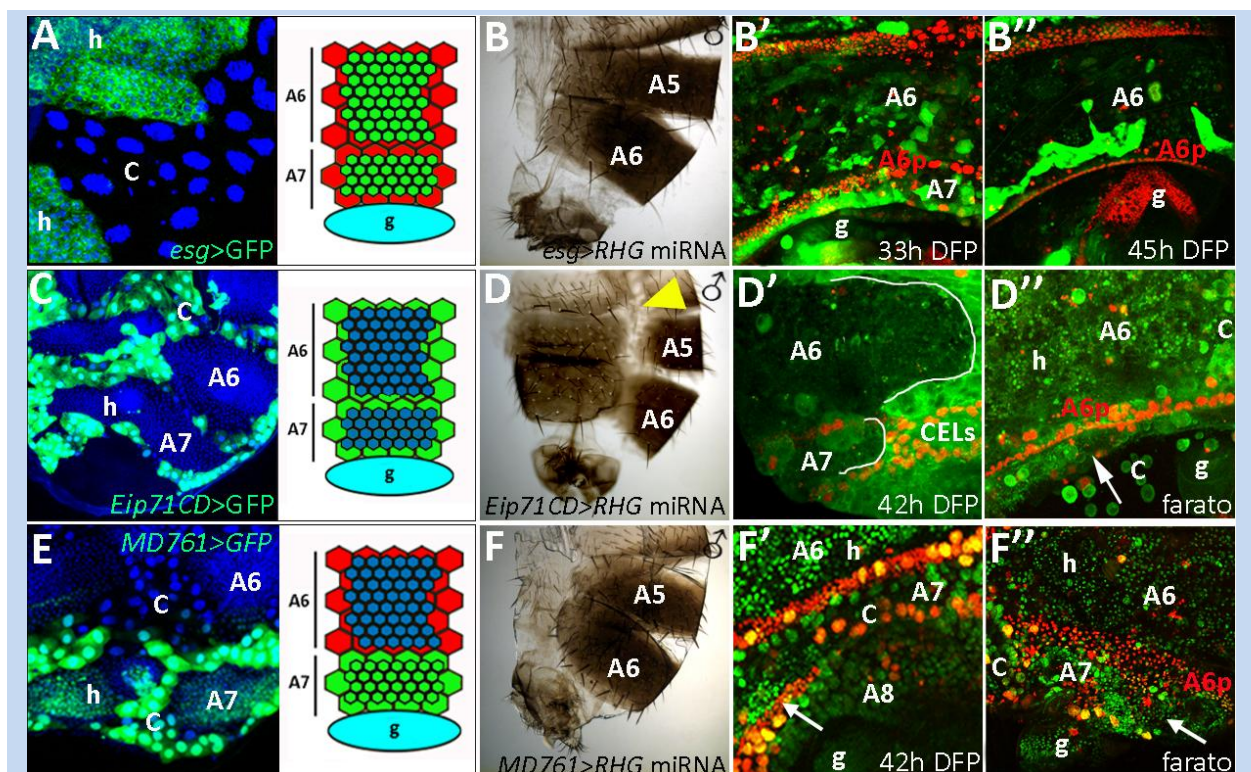 A
h
C
h
esg>GFP
A6
A7
g
B
♂
A5
A6
esg>RHG miRNA
B'
A6
A6p
A7
g
33h DFP
B''
A6
A6p
g
45h DFP
C
C
A6
h
A7
Eip71CD>GFP
A6
A7
g
D
♂
A5
A6
Eip71CD>RHG miRNA
D'
A6
CELs
A7
42h DFP
D''
A6
C
h
A6p
C
g
farato
E
MD761>GFP
A6
C
h
A7
C
A6
A7
g
F
♂
A5
A6
MD761>RHG miRNA
F'
A6
h
A7
C
A8
g
42h DFP
F''
h
A6
C
A7
A6p
g
farato